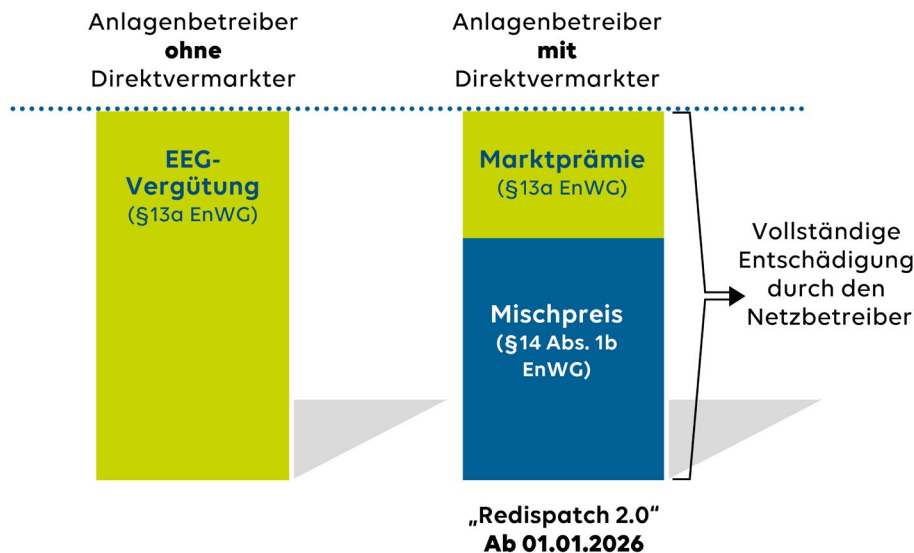 Anlagenbetreiber
ohne
Direktvermarkter
Anlagenbetreiber
mit
Direktvermarkter
EEG-
Vergütung
(§13a EnWG)
Marktprämie
(§13a EnWG)
Mischpreis
(§14 Abs. 1b
EnWG)
Vollständige
Entschädigung
durch den
Netzbetreiber
„Redispatch 2.0“
Ab 01.01.2026